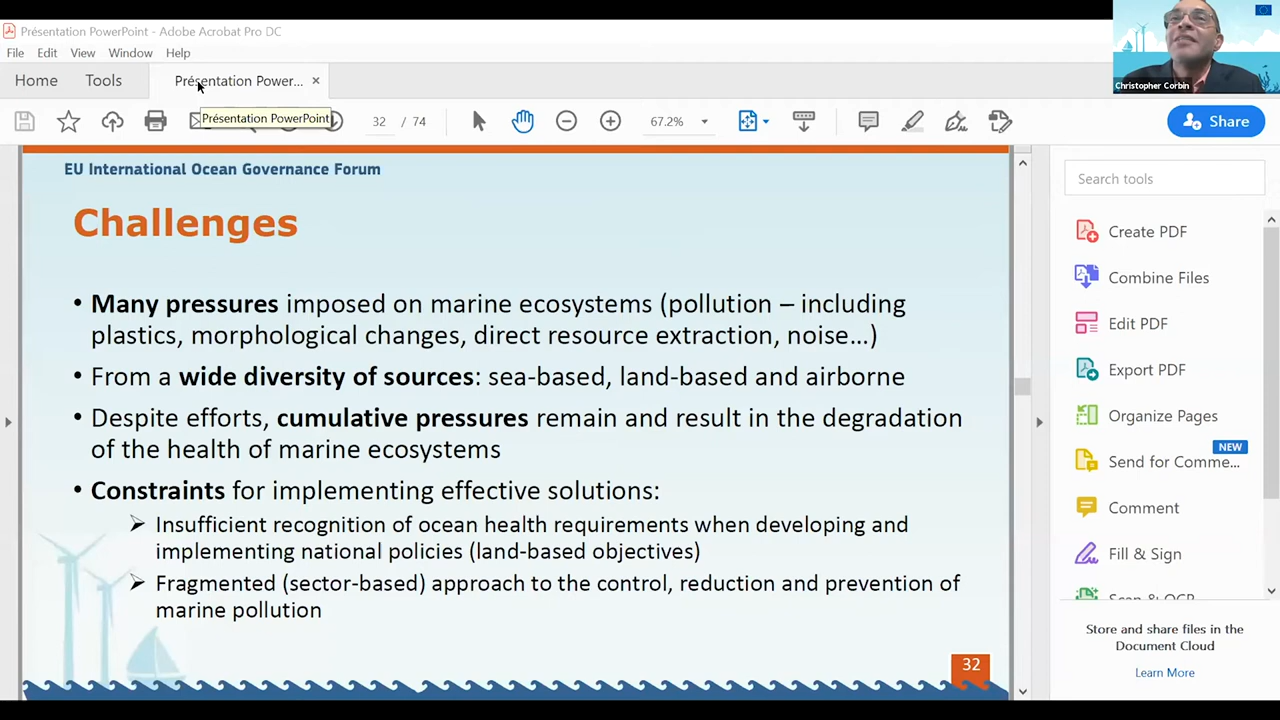 Présentation PowerPoint - Adobe Acrobat Pro DC
File Edit View Window Help
Home Tools Présentation Power... ×
Présentation PowerPoint
32 / 74 67.2% Share
Christopher Corbin
EU International Ocean Governance Forum
Challenges
• Many pressures imposed on marine ecosystems (pollution – including
plastics, morphological changes, direct resource extraction, noise…)
• From a wide diversity of sources: sea-based, land-based and airborne
• Despite efforts, cumulative pressures remain and result in the degradation
of the health of marine ecosystems
• Constraints for implementing effective solutions:
➢ Insufficient recognition of ocean health requirements when developing and
implementing national policies (land-based objectives)
➢ Fragmented (sector-based) approach to the control, reduction and prevention of
marine pollution
32
Search tools
Create PDF
Combine Files
Edit PDF
Export PDF
Organize Pages
NEW
Send for Comme...
Comment
Fill & Sign
Scan & OCR
Store and share files in the
Document Cloud
Learn More